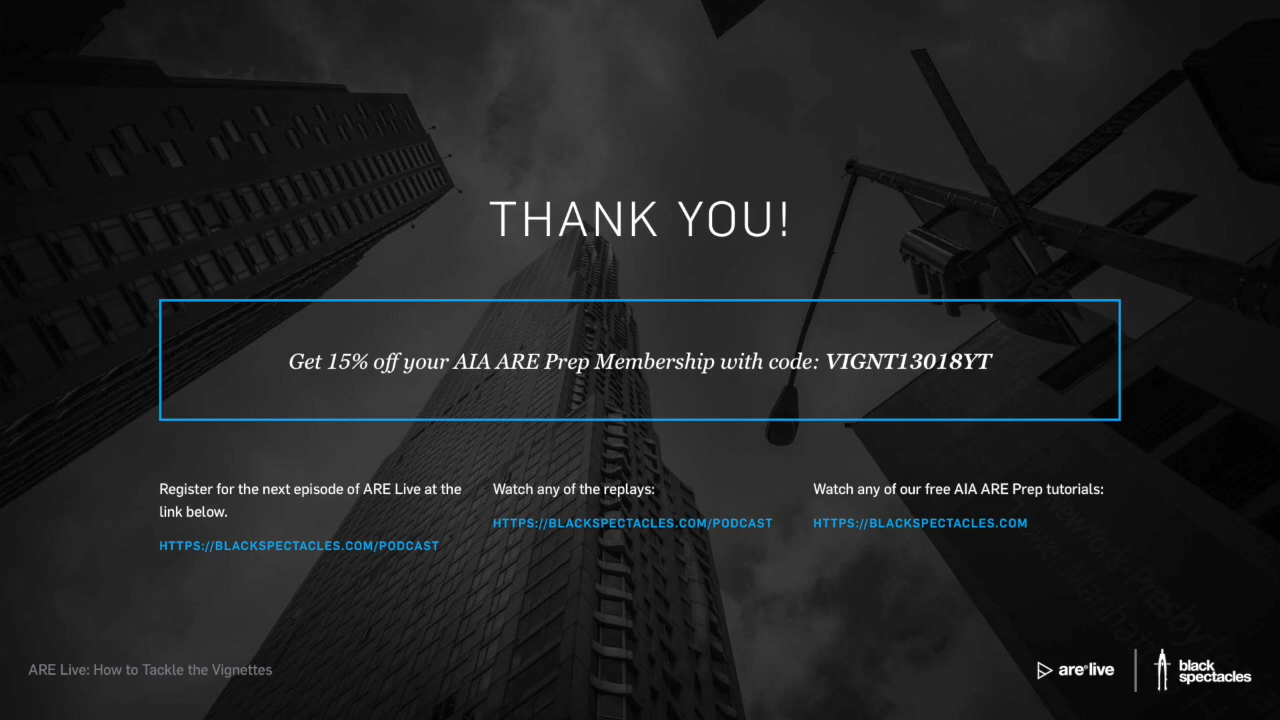 THANK YOU!
Get 15% off your AIA ARE Prep Membership with code: VIGNT13018YT
Register for the next episode of ARE Live at the
link below.
HTTPS://BLACKSPECTACLES.COM/PODCAST
Watch any of the replays:
HTTPS://BLACKSPECTACLES.COM/PODCAST
Watch any of our free AIA ARE Prep tutorials:
HTTPS://BLACKSPECTACLES.COM
ARE Live: How to Tackle the Vignettes
are®live
black
spectacles